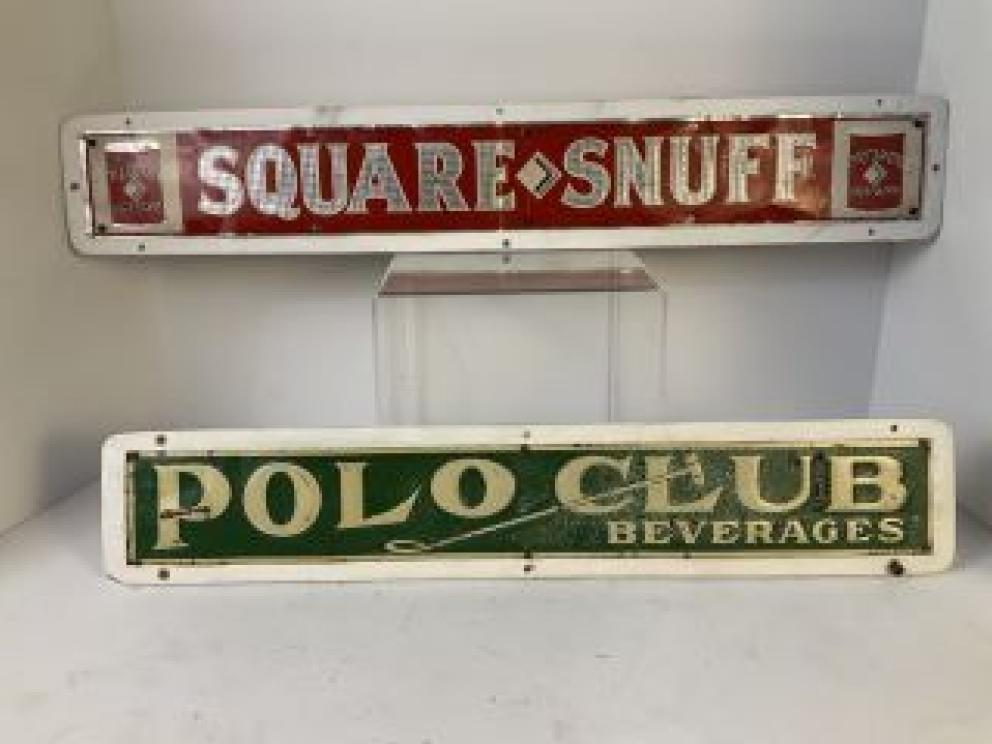 SQUARE SNUFF
POLO CLUB
BEVERAGES